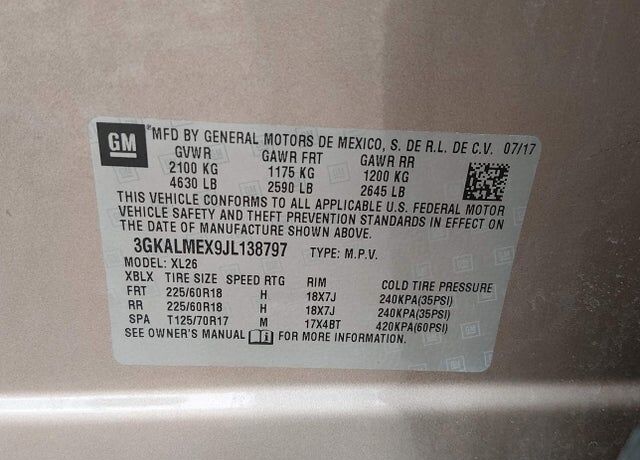 GM *MFD BY GENERAL MOTORS DE MEXICO, S. DE R.L. DE C.V. 07/17
GVWR GAWR FRT GAWR RR
2100 KG 1175 KG 1200 KG
4630 LB 2590 LB 2645 LB
THIS VEHICLE CONFORMS TO ALL APPLICABLE U.S. FEDERAL MOTOR
VEHICLE SAFETY AND THEFT PREVENTION STANDARDS IN EFFECT ON
THE DATE OF MANUFACTURE SHOWN ABOVE.
3GKALMEX9JL138797 TYPE: M.P.V.
MODEL: XL26
XBLX TIRE SIZE SPEED RTG RIM COLD TIRE PRESSURE
FRT 225/60R18 H 18X7J 240KPA(35PSI)
RR 225/60R18 H 18X7J 240KPA(35PSI)
SPA T125/70R17 M 17X4BT 420KPA(60PSI)
SEE OWNER'S MANUAL FOR MORE INFORMATION.